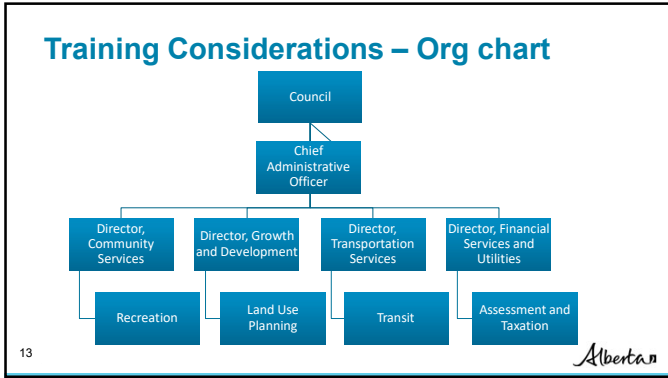 Training Considerations – Org chart
Council
Chief
Administrative
Officer
Director,
Community
Services
Director, Growth
and Development
Director,
Transportation
Services
Director, Financial
Services and
Utilities
Recreation
Land Use
Planning
Transit
Assessment and
Taxation
13
Alberta